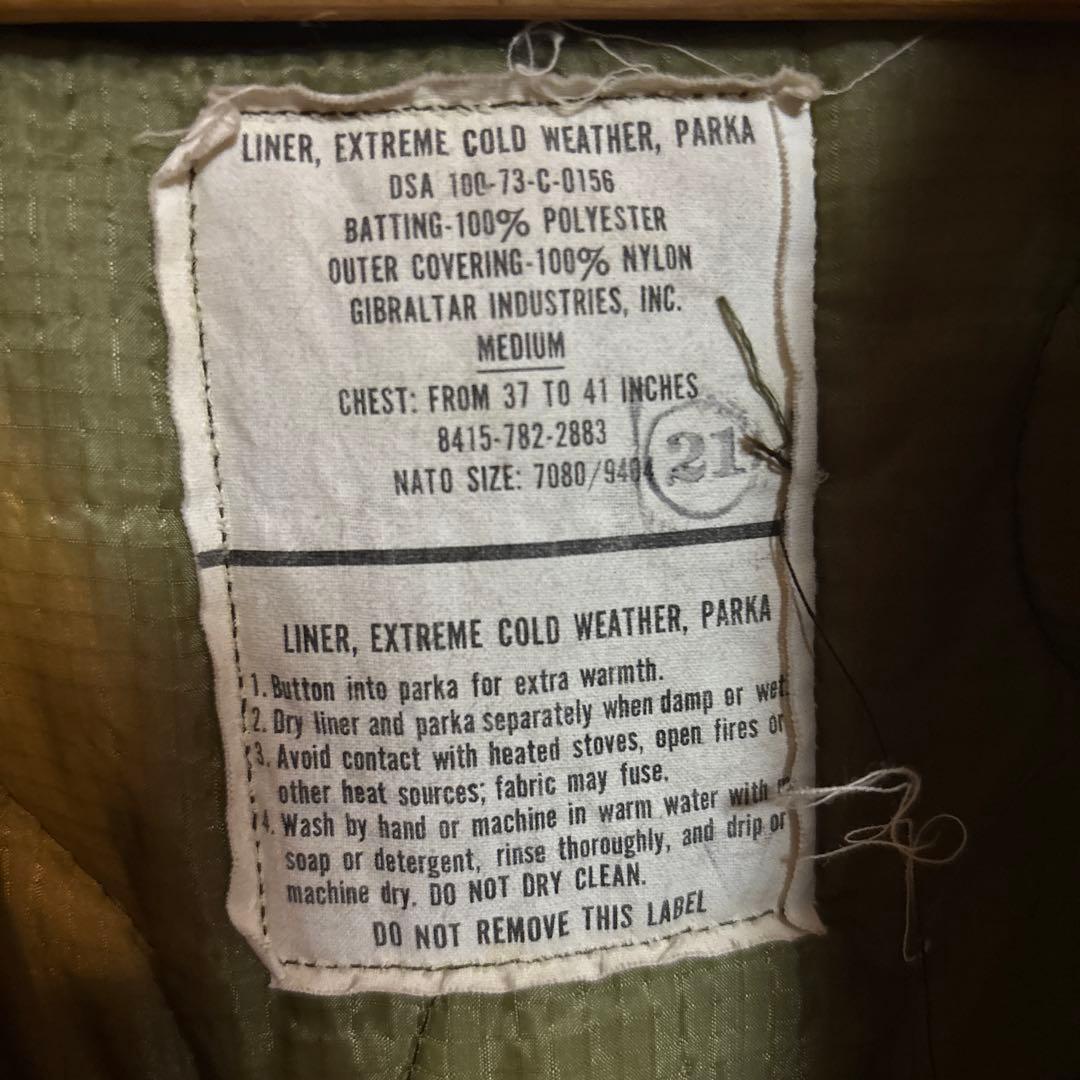 LINER, EXTREME COLD WEATHER, PARKA
DSA 100-73-C-0156
BATTING-100% POLYESTER
OUTER COVERING-100% NYLON
GIBRALTAR INDUSTRIES, INC.
MEDIUM
CHEST: FROM 37 TO 41 INCHES
8415-782-2883
NATO SIZE: 7080/9404
21
LINER, EXTREME COLD WEATHER, PARKA
1. Button into parka for extra warmth.
2. Dry liner and parka separately when damp or wet.
3. Avoid contact with heated stoves, open fires or
other heat sources; fabric may fuse.
4. Wash by hand or machine in warm water with
soap or detergent, rinse thoroughly, and drip or
machine dry. DO NOT DRY CLEAN.
DO NOT REMOVE THIS LABEL